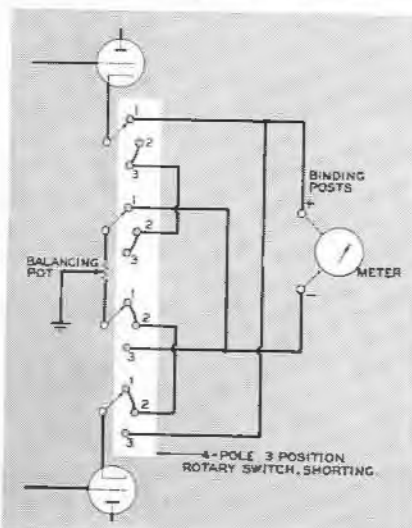 1
2
3
1
2
3
BINDING
POSTS
+
BALANCING
POT
METER
1
2
-
3
1
2
3
4-POLE 3 POSITION
ROTARY SWITCH, SHORTING